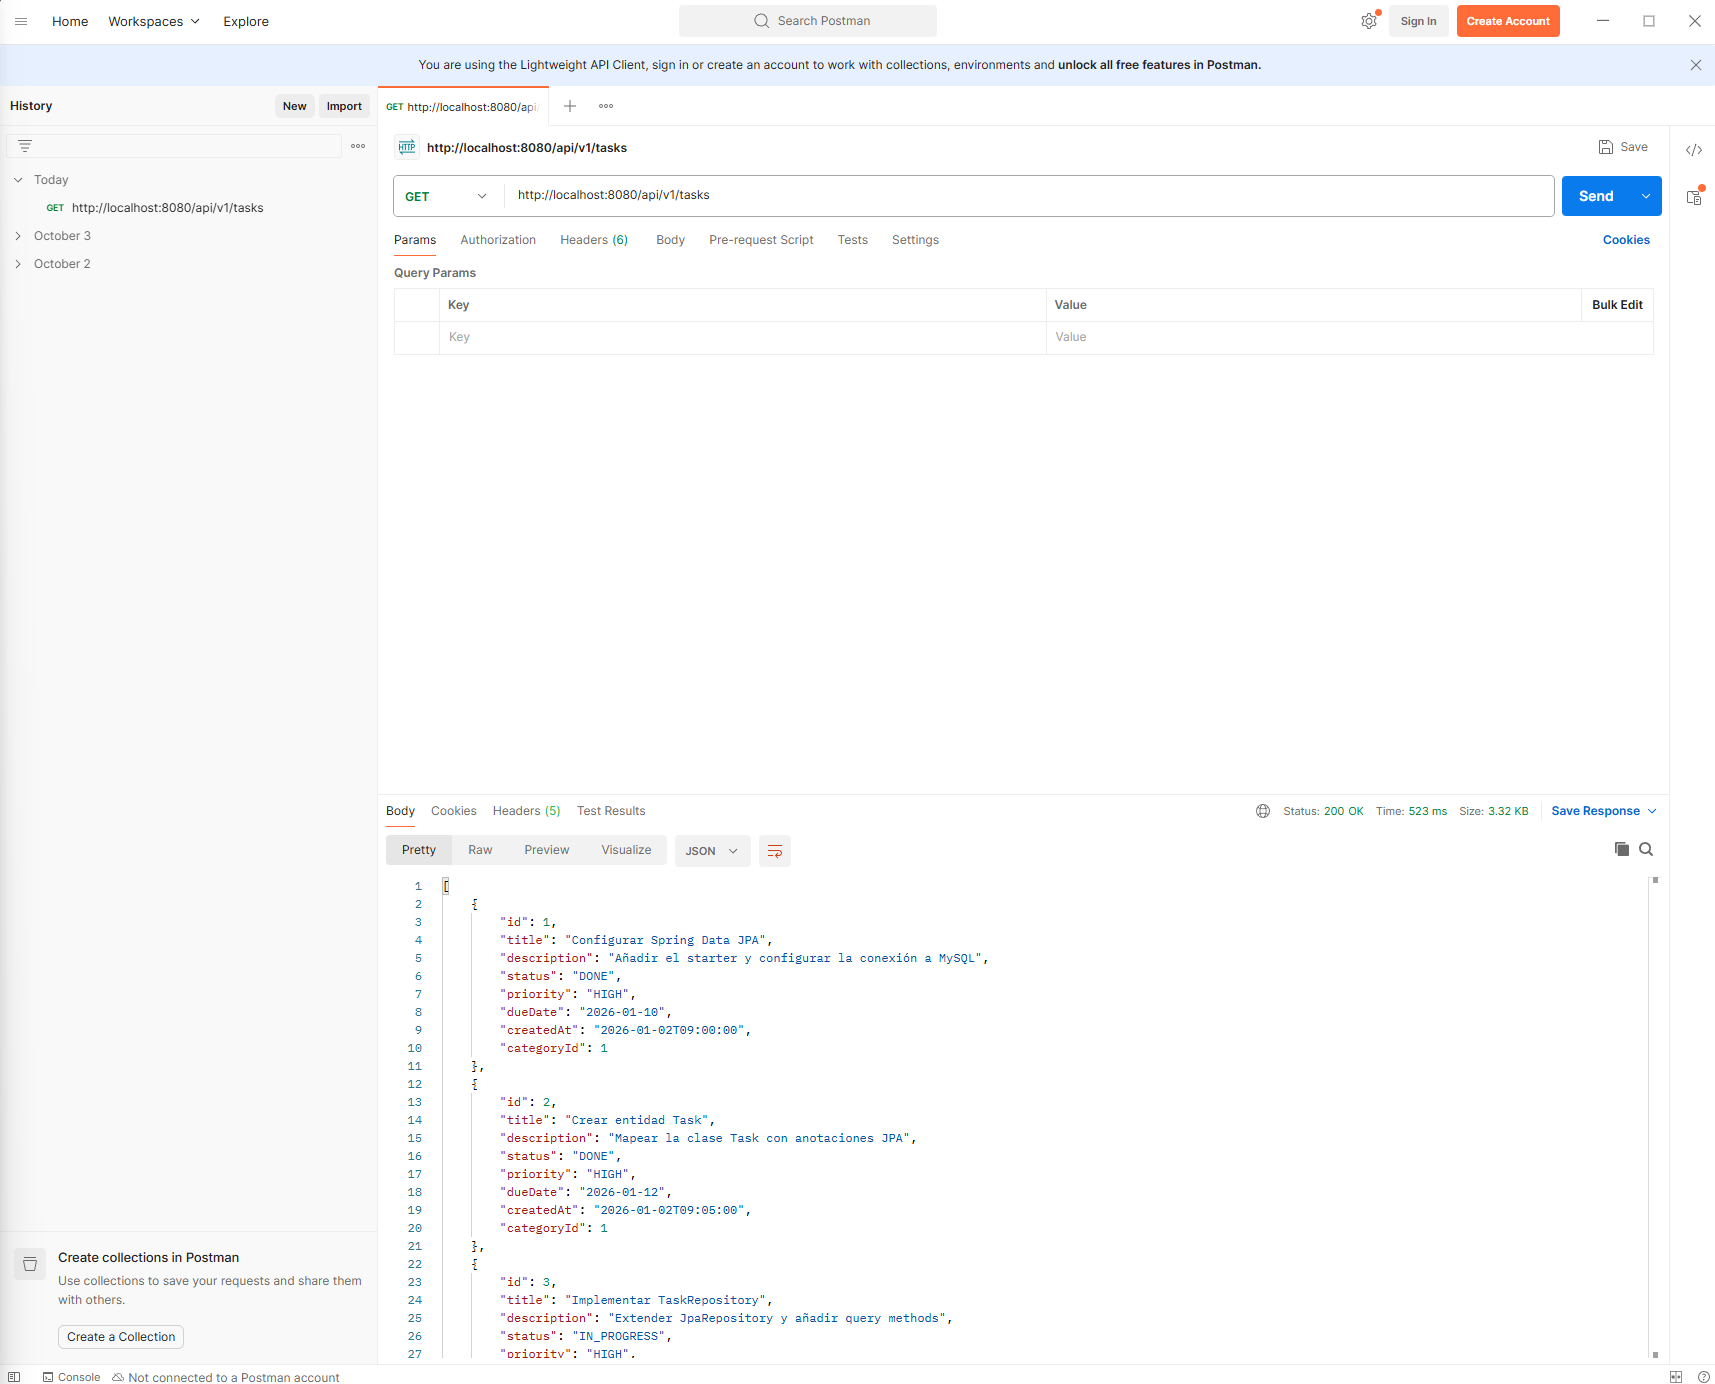 Home Workspaces Explore Search Postman Sign In Create Account
You are using the Lightweight API Client, sign in or create an account to work with collections, environments and unlock all free features in Postman.
History New Import
GET http://localhost:8080/api
Today
GET http://localhost:8080/api/v1/tasks
October 3
October 2
HTTP http://localhost:8080/api/v1/tasks Save
GET http://localhost:8080/api/v1/tasks Send
Params Authorization Headers (6) Body Pre-request Script Tests Settings Cookies
Query Params
Key Value Bulk Edit
Key Value
Body Cookies Headers (5) Test Results Status: 200 OK Time: 523 ms Size: 3.32 KB Save Response
Pretty Raw Preview Visualize JSON
1 [
2 {
3 "id": 1,
4 "title": "Configurar Spring Data JPA",
5 "description": "Añadir el starter y configurar la conexión a MySQL",
6 "status": "DONE",
7 "priority": "HIGH",
8 "dueDate": "2026-01-10",
9 "createdAt": "2026-01-02T09:00:00",
10 "categoryId": 1
11 },
12 {
13 "id": 2,
14 "title": "Crear entidad Task",
15 "description": "Mapear la clase Task con anotaciones JPA",
16 "status": "DONE",
17 "priority": "HIGH",
18 "dueDate": "2026-01-12",
19 "createdAt": "2026-01-02T09:05:00",
20 "categoryId": 1
21 },
22 {
23 "id": 3,
24 "title": "Implementar TaskRepository",
25 "description": "Extender JpaRepository y añadir query methods",
26 "status": "IN_PROGRESS",
27 "priority": "HIGH",
Create collections in Postman
Use collections to save your requests and share them
with others.
Create a Collection
Console Not connected to a Postman account